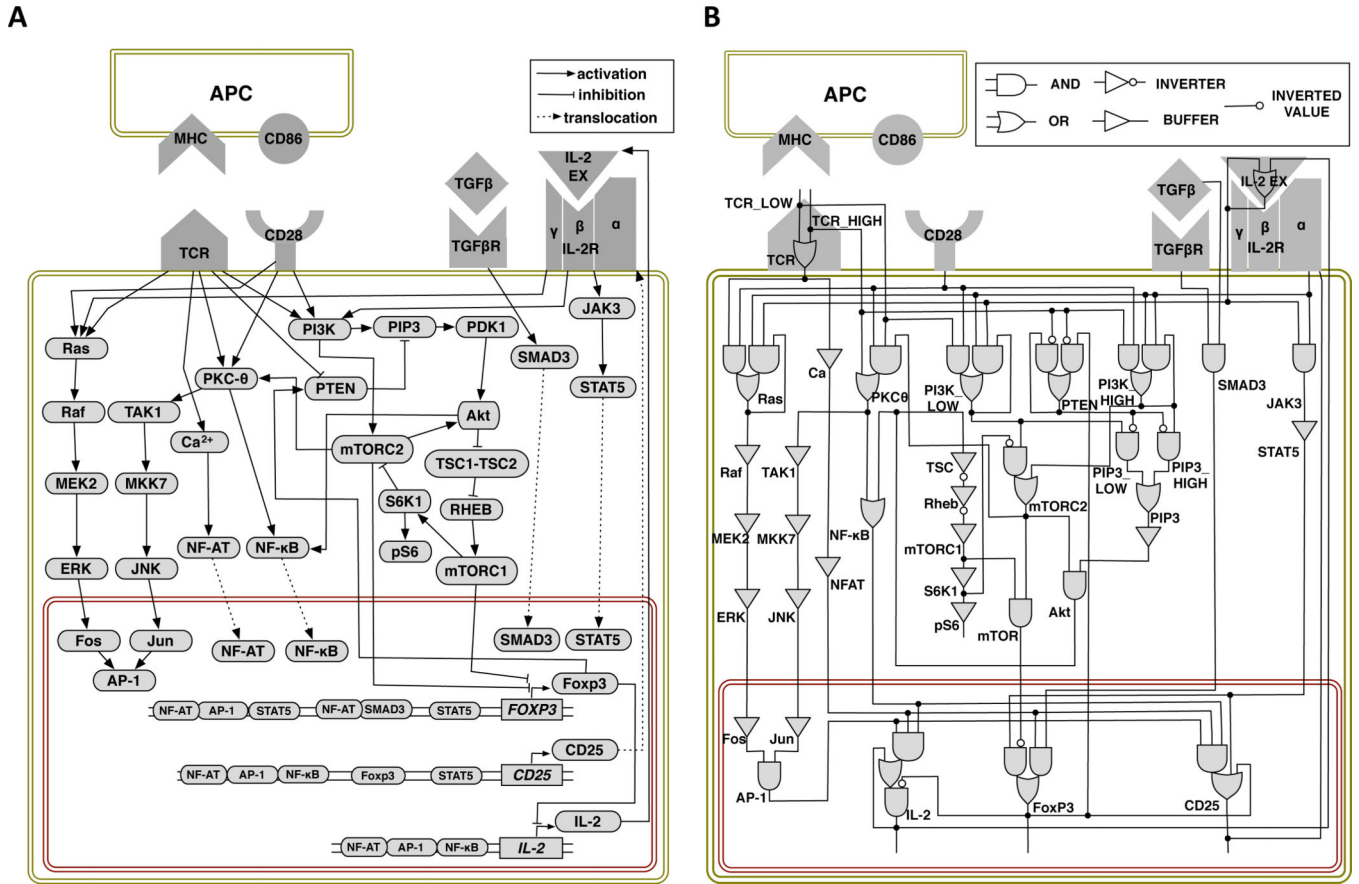 A
APC
MHC
CD86
activation
inhibition
translocation
TCR
CD28
TGFβ
TGFβR
IL-2
EX
γ
β
α
IL-2R
Ras
PI3K
PIP3
PDK1
JAK3
SMAD3
PKC-θ
PTEN
STAT5
Raf
TAK1
Akt
Ca2+
mTORC2
TSC1-TSC2
MEK2
MKK7
S6K1
RHEB
NF-AT
NF-κB
pS6
mTORC1
ERK
JNK
Fos
Jun
NF-AT
NF-κB
SMAD3
STAT5
AP-1
Foxp3
NF-AT
AP-1
STAT5
NF-AT
SMAD3
STAT5
FOXP3
CD25
NF-AT
AP-1
NF-κB
Foxp3
STAT5
CD25
IL-2
NF-AT
AP-1
NF-κB
IL-2
B
APC
MHC
CD86
AND
INVERTER
INVERTED
VALUE
OR
BUFFER
TCR_LOW
TCR_HIGH
TCR
CD28
TGFβ
TGFβR
IL-2 EX
γ
β
α
IL-2R
Ras
Ca
PKCθ
PI3K_
LOW
PTEN
PI3K_
HIGH
SMAD3
JAK3
STAT5
Raf
TAK1
TSC
PIP3_
LOW
PIP3_
HIGH
Rheb
mTORC2
PIP3
MEK2
MKK7
NF-κB
mTORC1
NFAT
S6K1
Akt
ERK
JNK
pS6
mTOR
Fos
Jun
AP-1
IL-2
FoxP3
CD25